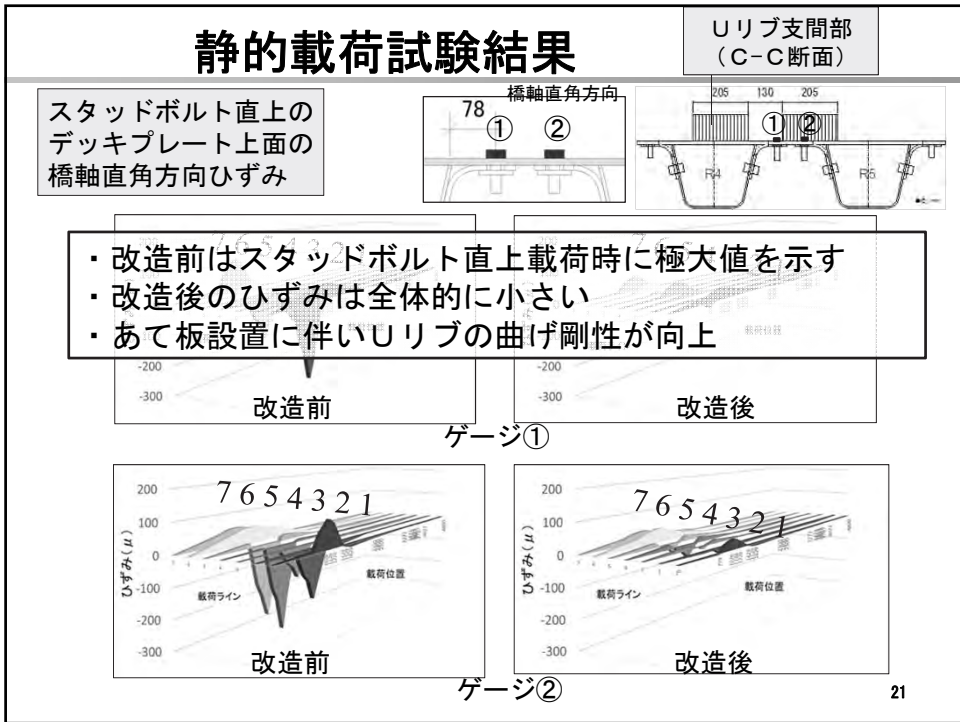 静的載荷試験結果
Uリブ支間部
(C-C断面)
スタッドボルト直上の
デッキプレート上面の
橋軸直角方向ひずみ
橋軸直角方向
78
① ②
205 130 205
① ②
R4 R5
7 6 5 4 3 2
・改造前はスタッドボルト直上載荷時に極大値を示す
・改造後のひずみは全体的に小さい
・あて板設置に伴いUリブの曲げ剛性が向上
載荷位置
-200
-300
改造前
-200
-300
改造後
ゲージ①
200
100
0
-100
-200
-300
ひずみ(μ)
7 6 5 4 3 2 1
載荷ライン
載荷位置
改造前
200
100
0
-100
-200
-300
ひずみ(μ)
7 6 5 4 3 2 1
載荷ライン
載荷位置
改造後
ゲージ②
21